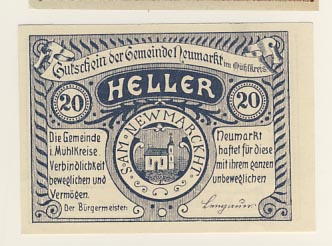 Gutschein der Gemeinde Neumarkt im Mühlkreis
20 HELLER 20
·S·AM·NEWMARCKHT·
Die Gemeinde Neumarkt
i. Mühlkreise haftet für diese
Verbindlichkeit mit ihrem ganzen
beweglichen und unbeweglichen
Vermögen.
Der Bürgermeister: